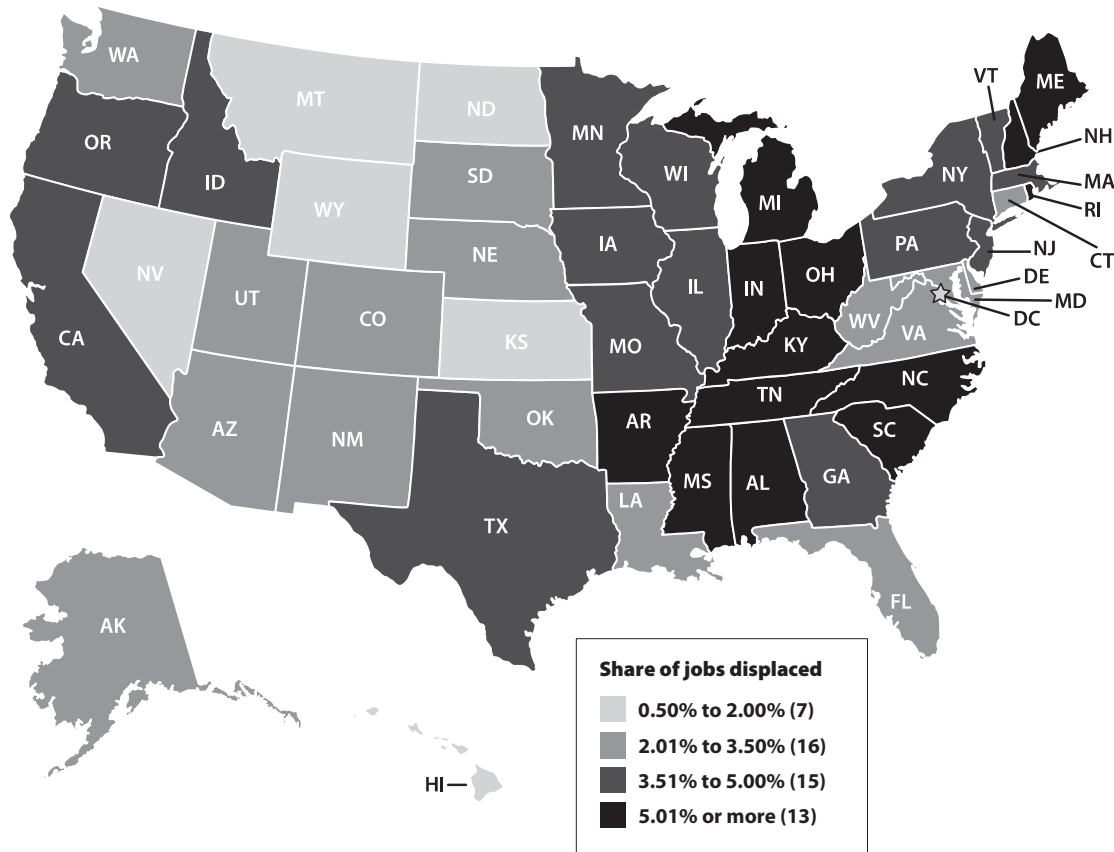 WA
MT
ND
MN
VT
ME
OR
ID
SD
WI
NY
NH
MA
RI
WY
MI
IA
NE
PA
NJ
CT
NV
UT
CO
IL
IN
OH
DE
MD
DC
CA
KS
MO
WV
VA
KY
AZ
NM
OK
AR
TN
NC
SC
MS
AL
GA
LA
TX
FL
AK
HI
Share of jobs displaced
0.50% to 2.00% (7)
2.01% to 3.50% (16)
3.51% to 5.00% (15)
5.01% or more (13)